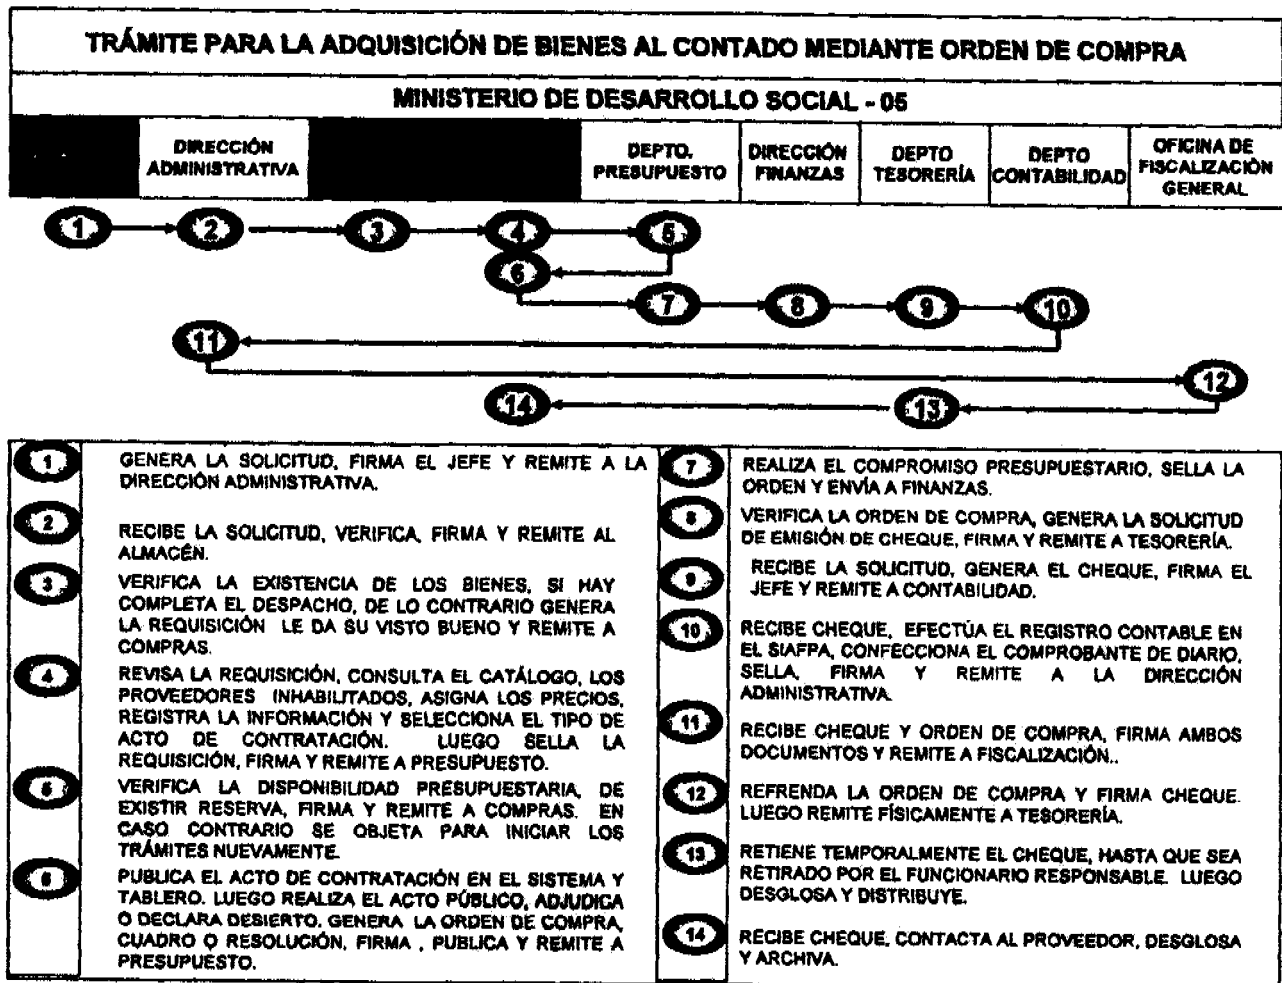 TRÁMITE PARA LA ADQUISICIÓN DE BIENES AL CONTADO MEDIANTE ORDEN DE COMPRA
MINISTERIO DE DESARROLLO SOCIAL - 05
DIRECCIÓN
ADMINISTRATIVA
DEPTO.
PRESUPUESTO
DIRECCIÓN
FINANZAS
DEPTO
TESORERÍA
DEPTO
CONTABILIDAD
OFICINA DE
FISCALIZACIÓN
GENERAL
1 2 3 4 5
6
7 8 9 10
11
12
14 13
1
GENERA LA SOLICITUD, FIRMA EL JEFE Y REMITE A LA
DIRECCIÓN ADMINISTRATIVA.
2
RECIBE LA SOLICITUD, VERIFICA, FIRMA Y REMITE AL
ALMACÉN.
3
VERIFICA LA EXISTENCIA DE LOS BIENES, SI HAY
COMPLETA EL DESPACHO, DE LO CONTRARIO GENERA
LA REQUISICIÓN LE DA SU VISTO BUENO Y REMITE A
COMPRAS.
4
REVISA LA REQUISICIÓN, CONSULTA EL CATÁLOGO, LOS
PROVEEDORES INHABILITADOS, ASIGNA LOS PRECIOS,
REGISTRA LA INFORMACIÓN Y SELECCIONA EL TIPO DE
ACTO DE CONTRATACIÓN. LUEGO SELLA LA
REQUISICIÓN, FIRMA Y REMITE A PRESUPUESTO.
5
VERIFICA LA DISPONIBILIDAD PRESUPUESTARIA, DE
EXISTIR RESERVA, FIRMA Y REMITE A COMPRAS. EN
CASO CONTRARIO SE OBJETA PARA INICIAR LOS
TRÁMITES NUEVAMENTE.
6
PUBLICA EL ACTO DE CONTRATACIÓN EN EL SISTEMA Y
TABLERO. LUEGO REALIZA EL ACTO PÚBLICO, ADJUDICA
O DECLARA DESIERTO. GENERA LA ORDEN DE COMPRA,
CUADRO O RESOLUCIÓN, FIRMA , PUBLICA Y REMITE A
PRESUPUESTO.
7
REALIZA EL COMPROMISO PRESUPUESTARIO, SELLA LA
ORDEN Y ENVÍA A FINANZAS.
8
VERIFICA LA ORDEN DE COMPRA, GENERA LA SOLICITUD
DE EMISIÓN DE CHEQUE, FIRMA Y REMITE A TESORERÍA.
9
RECIBE LA SOLICITUD, GENERA EL CHEQUE, FIRMA EL
JEFE Y REMITE A CONTABILIDAD.
10
RECIBE CHEQUE, EFECTÚA EL REGISTRO CONTABLE EN
EL SIAFPA, CONFECCIONA EL COMPROBANTE DE DIARIO,
SELLA, FIRMA Y REMITE A LA DIRECCIÓN
ADMINISTRATIVA.
11
RECIBE CHEQUE Y ORDEN DE COMPRA, FIRMA AMBOS
DOCUMENTOS Y REMITE A FISCALIZACIÓN..
12
REFRENDA LA ORDEN DE COMPRA Y FIRMA CHEQUE.
LUEGO REMITE FÍSICAMENTE A TESORERÍA.
13
RETIENE TEMPORALMENTE EL CHEQUE, HASTA QUE SEA
RETIRADO POR EL FUNCIONARIO RESPONSABLE. LUEGO
DESGLOSA Y DISTRIBUYE.
14
RECIBE CHEQUE, CONTACTA AL PROVEEDOR, DESGLOSA
Y ARCHIVA.